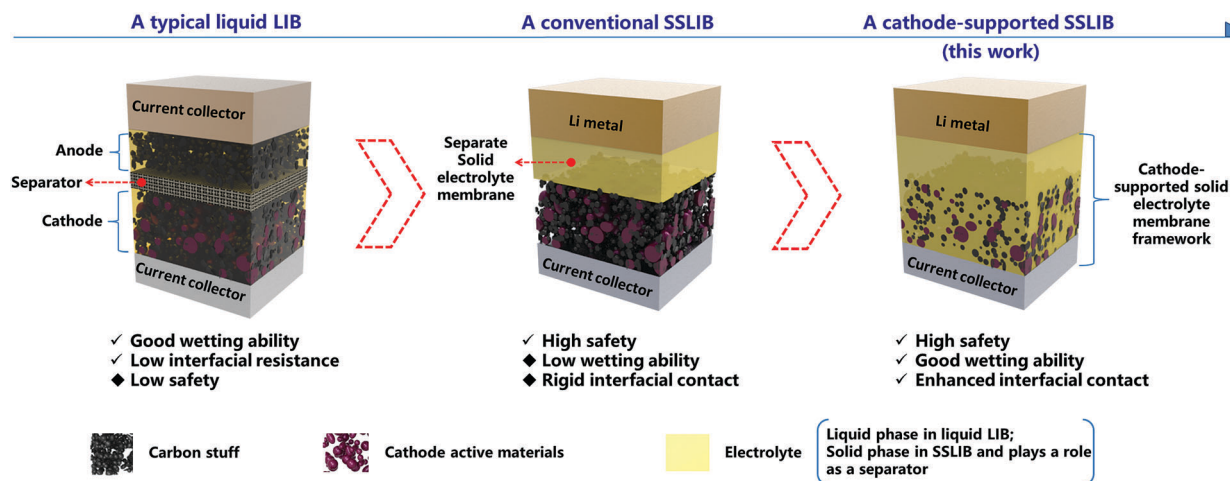 A typical liquid LIB
A conventional SSLIB
A cathode-supported SSLIB
(this work)
Current collector
Anode
Separator
Cathode
Current collector
Li metal
Separate
Solid
electrolyte
membrane
Current collector
Li metal
Cathode-
supported solid
electrolyte
membrane
framework
Current collector
✓ Good wetting ability
✓ Low interfacial resistance
◆ Low safety
✓ High safety
◆ Low wetting ability
◆ Rigid interfacial contact
✓ High safety
✓ Good wetting ability
✓ Enhanced interfacial contact
Carbon stuff
Cathode active materials
Electrolyte
Liquid phase in liquid LIB;
Solid phase in SSLIB and plays a role
as a separator